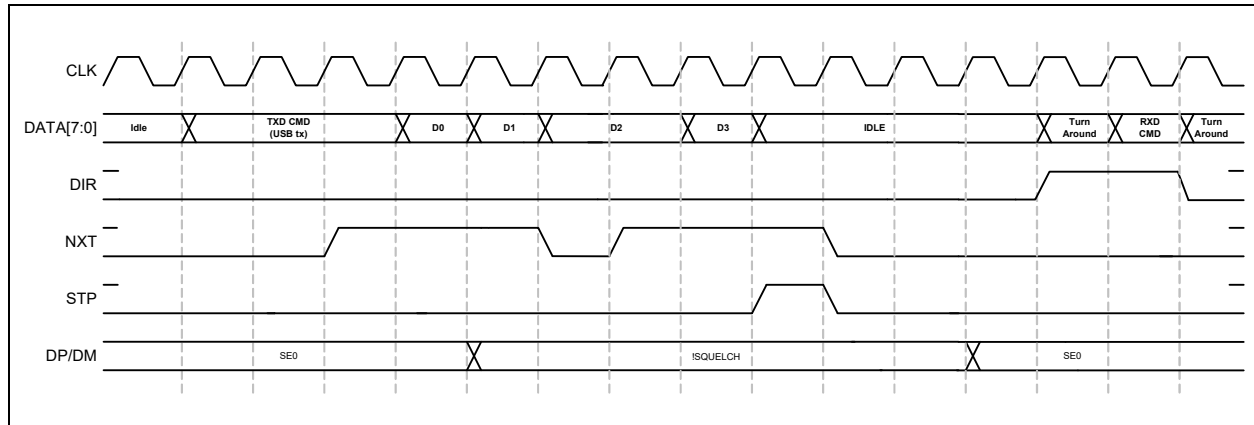 CLK
DATA[7:0]
Idle
TXD CMD
(USB tx)
D0
D1
D2
D3
IDLE
Turn
Around
RXD
CMD
Turn
Around
DIR
NXT
STP
DP/DM
SE0
!SQUELCH
SE0